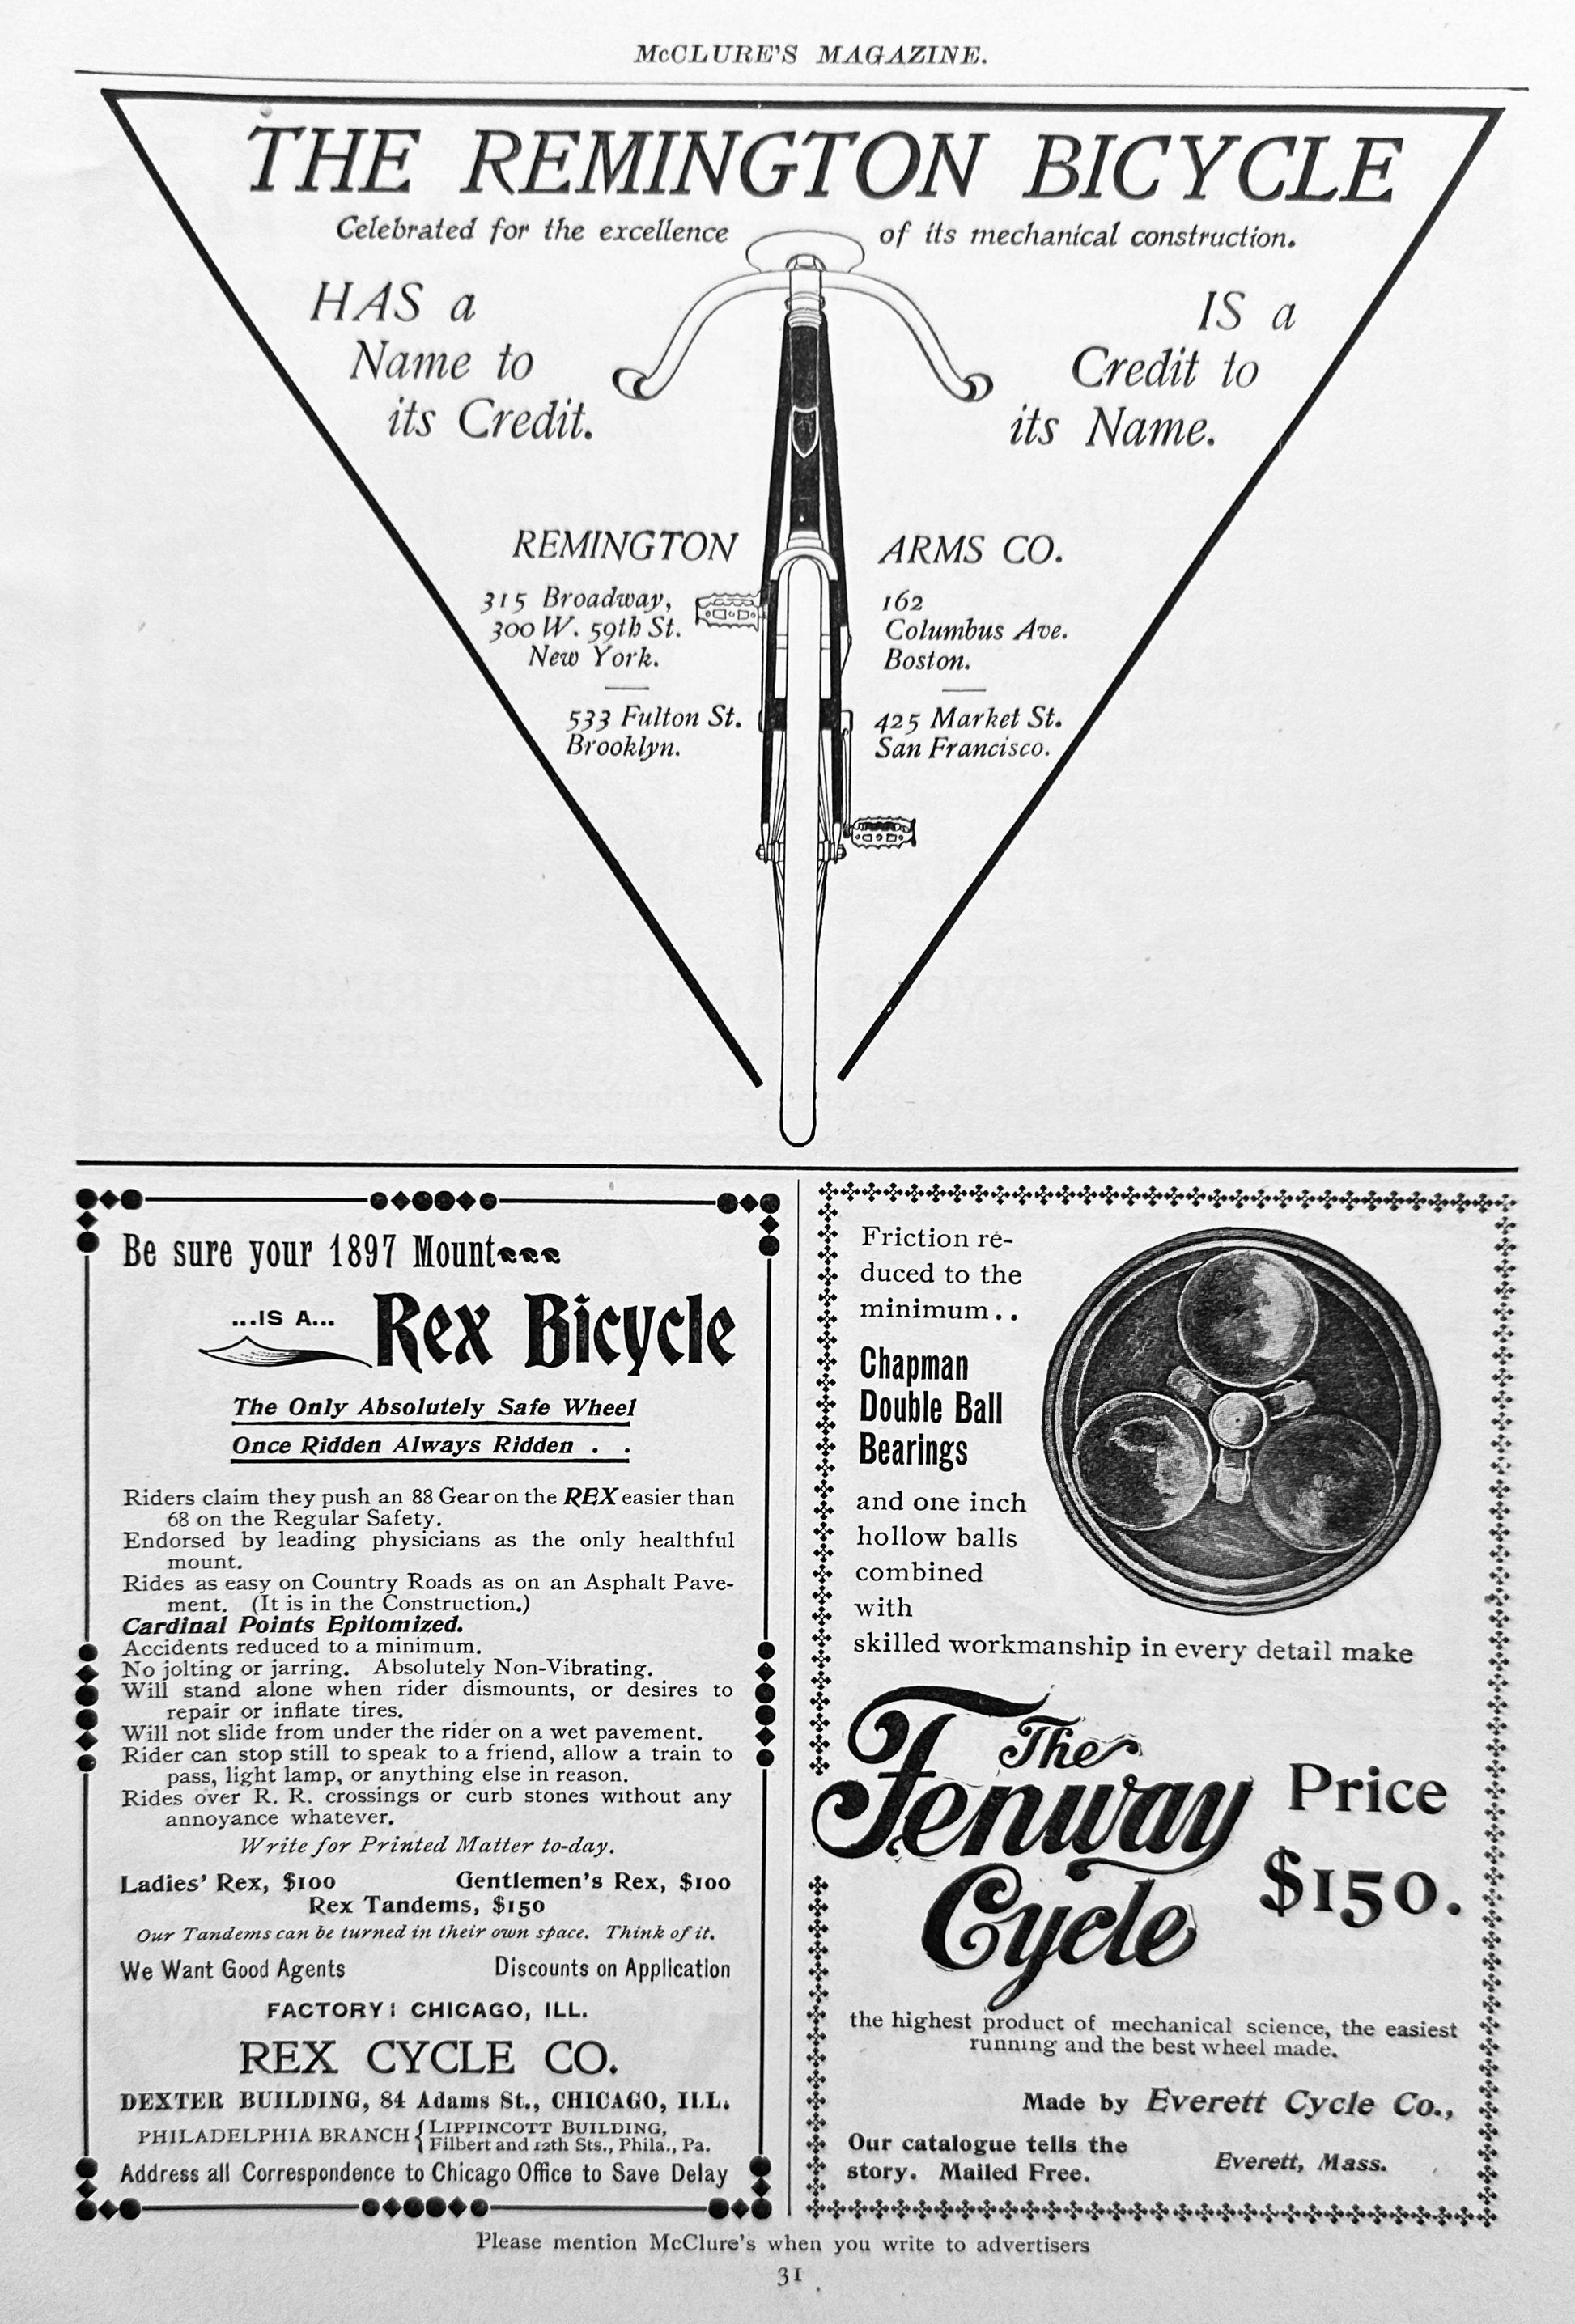 McCLURE'S MAGAZINE.
THE REMINGTON BICYCLE
Celebrated for the excellence of its mechanical construction.
HAS a
Name to
its Credit.
IS a
Credit to
its Name.
REMINGTON ARMS CO.
315 Broadway,
300 W. 59th St.
New York.
533 Fulton St.
Brooklyn.
162
Columbus Ave.
Boston.
425 Market St.
San Francisco.
Be sure your 1897 Mount
...IS A... Rex Bicycle
The Only Absolutely Safe Wheel
Once Ridden Always Ridden . .
Riders claim they push an 88 Gear on the REX easier than
68 on the Regular Safety.
Endorsed by leading physicians as the only healthful
mount.
Rides as easy on Country Roads as on an Asphalt Pave-
ment. (It is in the Construction.)
Cardinal Points Epitomized.
Accidents reduced to a minimum.
No jolting or jarring. Absolutely Non-Vibrating.
Will stand alone when rider dismounts, or desires to
repair or inflate tires.
Will not slide from under the rider on a wet pavement.
Rider can stop still to speak to a friend, allow a train to
pass, light lamp, or anything else in reason.
Rides over R. R. crossings or curb stones without any
annoyance whatever.
Write for Printed Matter to-day.
Ladies' Rex, $100 Gentlemen's Rex, $100
Rex Tandems, $150
Our Tandems can be turned in their own space. Think of it.
We Want Good Agents Discounts on Application
FACTORY: CHICAGO, ILL.
REX CYCLE CO.
DEXTER BUILDING, 84 Adams St., CHICAGO, ILL.
PHILADELPHIA BRANCH { LIPPINCOTT BUILDING,
Filbert and 12th Sts., Phila., Pa.
Address all Correspondence to Chicago Office to Save Delay
Friction re-
duced to the
minimum..
Chapman
Double Ball
Bearings
and one inch
hollow balls
combined
with
skilled workmanship in every detail make
The
Fenway
Cycle
Price
$150.
the highest product of mechanical science, the easiest
running and the best wheel made.
Made by Everett Cycle Co.,
Our catalogue tells the
story. Mailed Free.
Everett, Mass.
Please mention McClure's when you write to advertisers
31